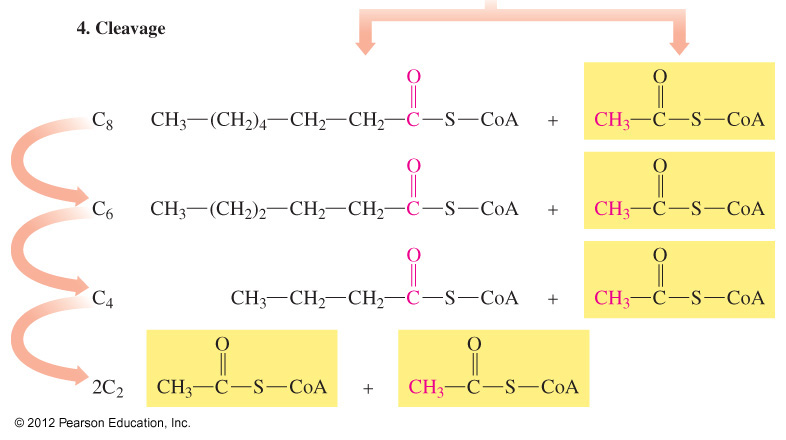 4. Cleavage
O O
C₈ CH₃—(CH₂)₄—CH₂—CH₂—C—S—CoA + CH₃—C—S—CoA
O O
C₆ CH₃—(CH₂)₂—CH₂—CH₂—C—S—CoA + CH₃—C—S—CoA
O O
C₄ CH₃—CH₂—CH₂—C—S—CoA + CH₃—C—S—CoA
O O
2C₂ CH₃—C—S—CoA + CH₃—C—S—CoA
© 2012 Pearson Education, Inc.